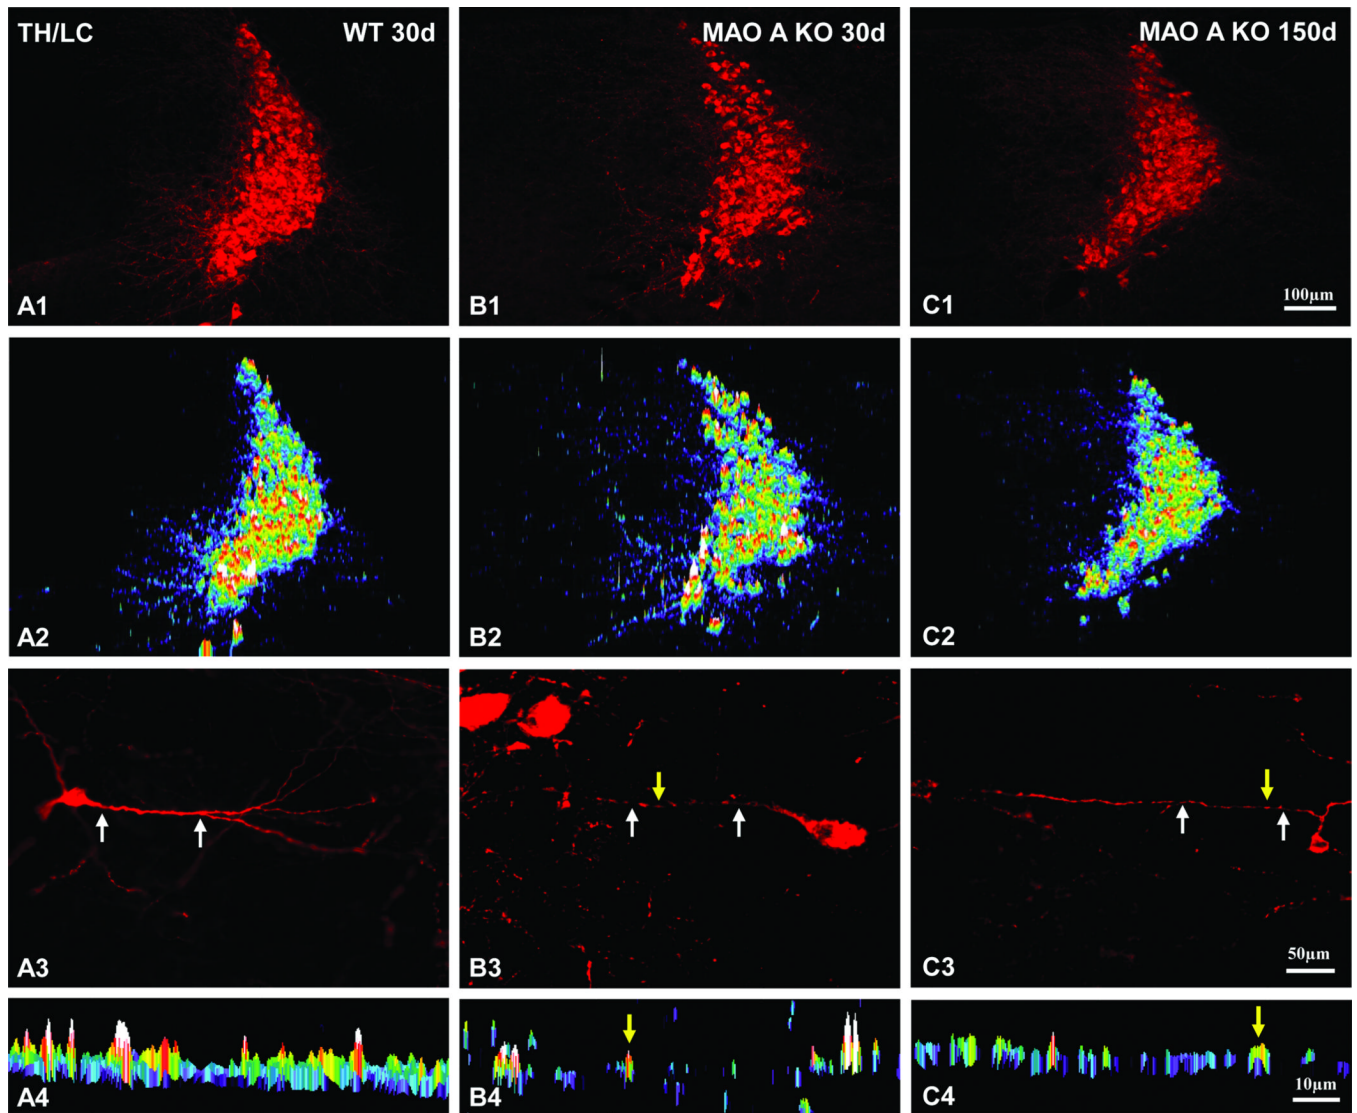 TH/LC WT 30d
MAO A KO 30d
MAO A KO 150d
A1
B1
C1
100µm
A2
B2
C2
A3
B3
C3
50µm
A4
B4
C4
10µm